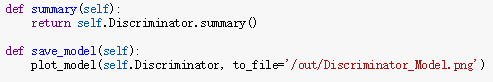 def summary(self):
    return self.Discriminator.summary()

def save_model(self):
    plot_model(self.Discriminator, to_file='/out/Discriminator_Model.png')